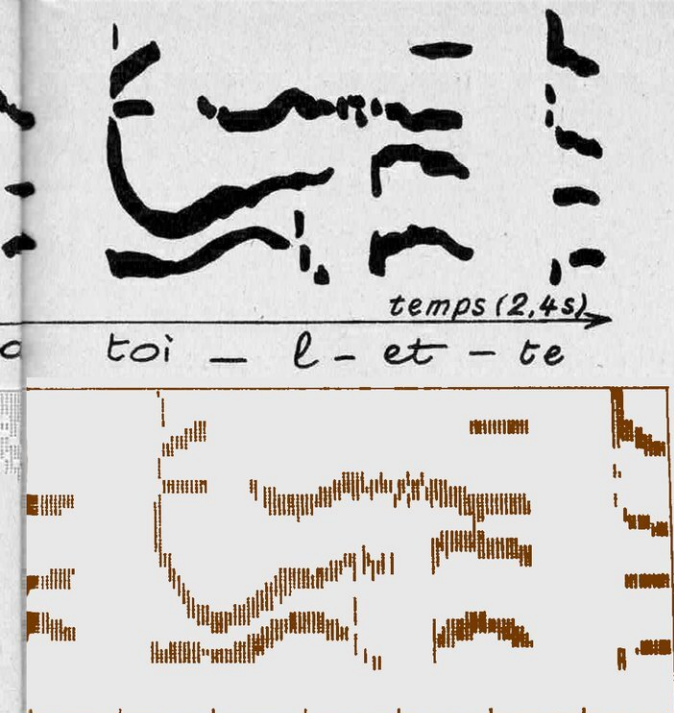 temps (2,4s)
toi — l - et - te